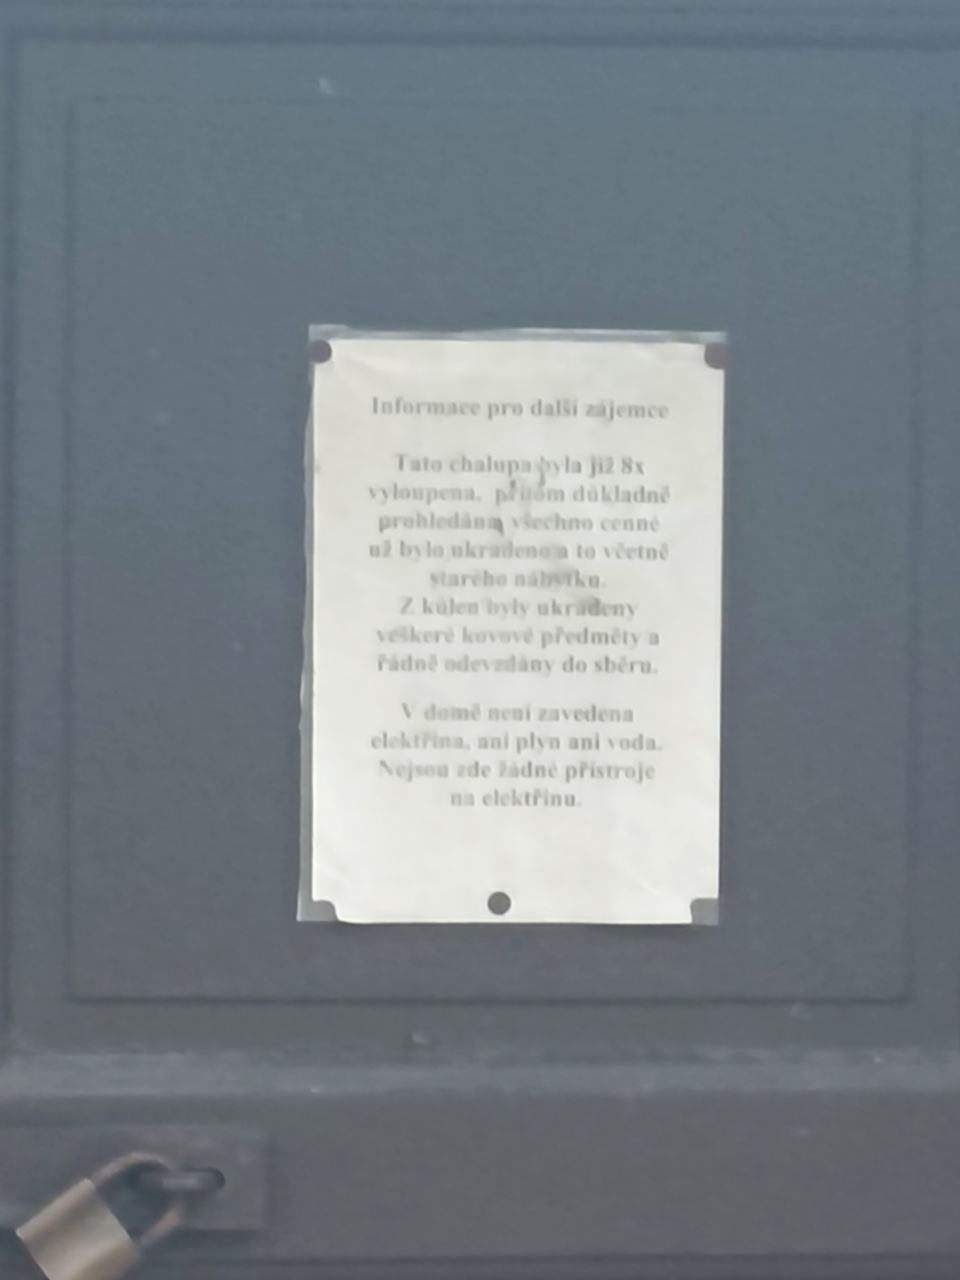 Informace pro další zájemce
Tato chalupa byla již 8x
vyloupena, přitom důkladně
prohledána, všechno cenné
už bylo ukradeno a to včetně
starého nábytku.
Z kůlen byly ukradeny
veškeré kovové předměty a
řádně odevzdány do sběru.
V domě není zavedena
elektřina, ani plyn ani voda.
Nejsou zde žádné přístroje
na elektřinu.